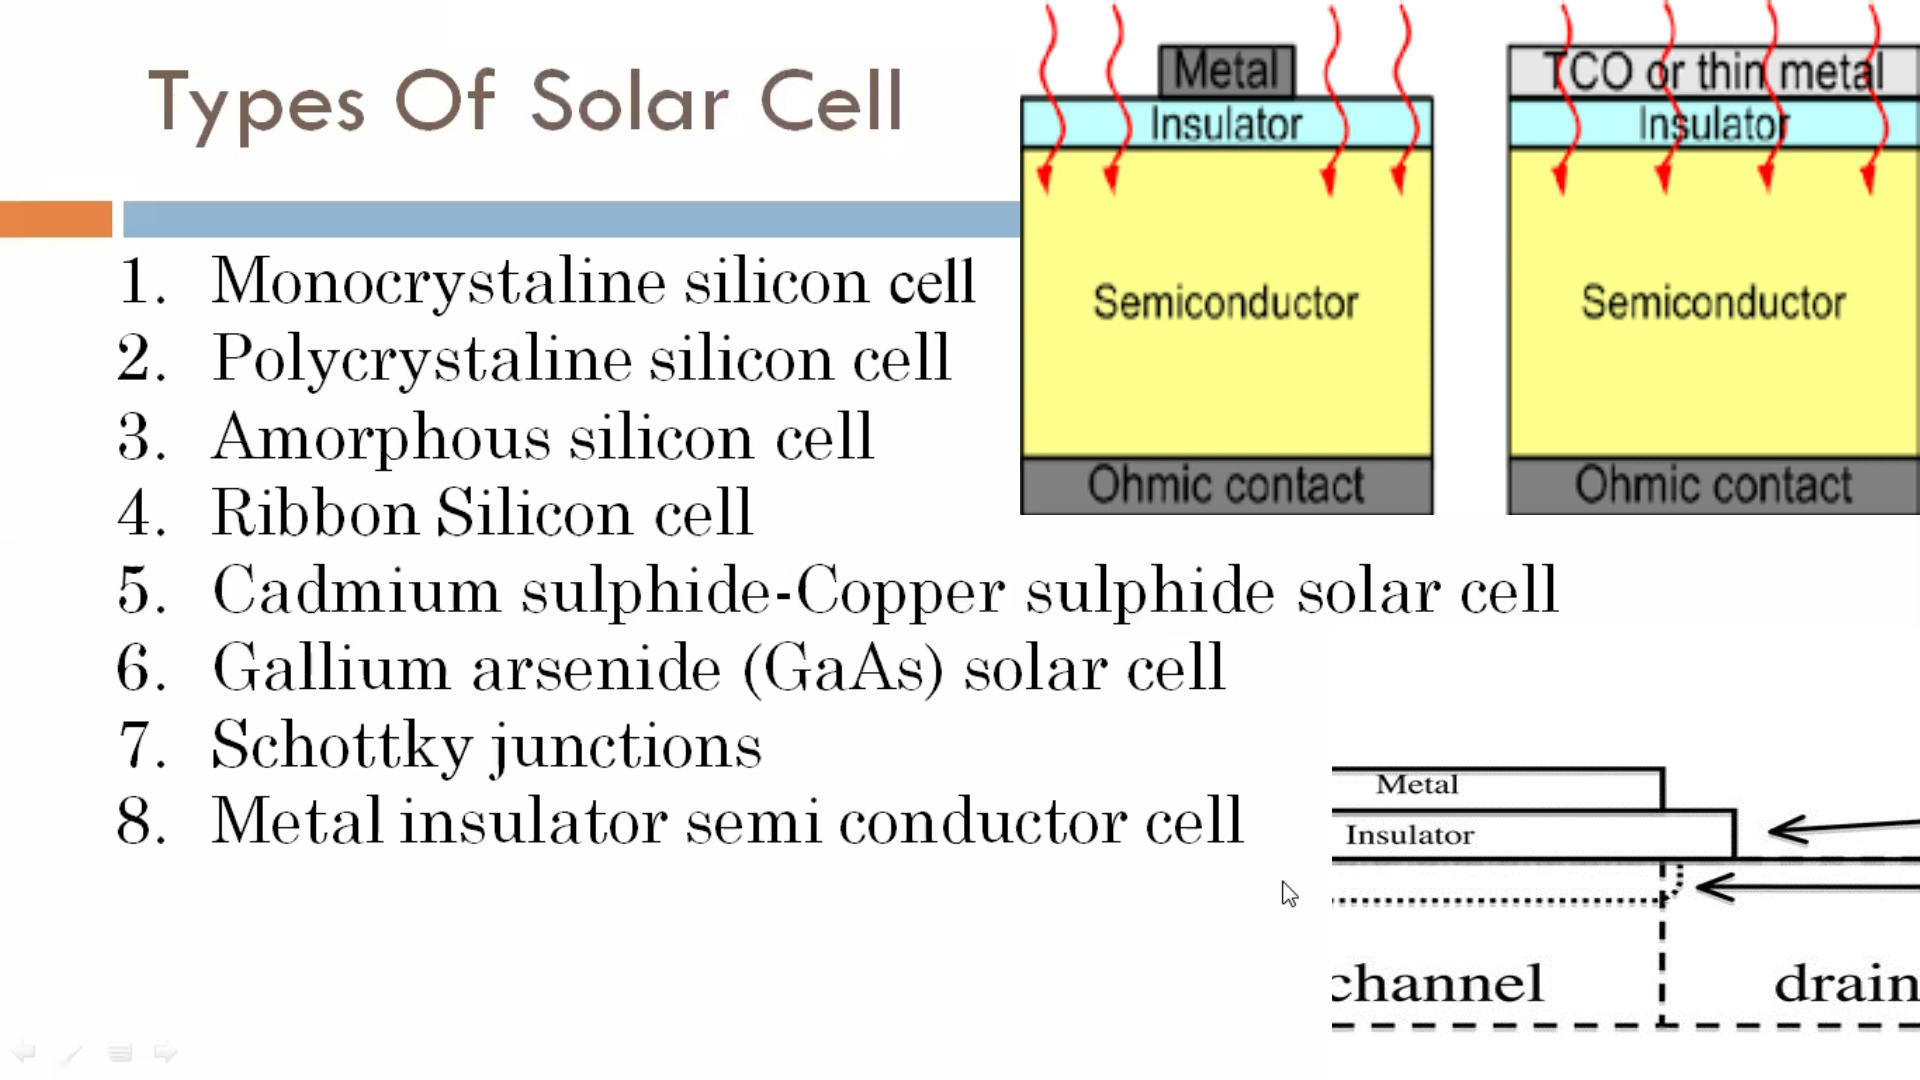 Types Of Solar Cell
1. Monocrystaline silicon cell
2. Polycrystaline silicon cell
3. Amorphous silicon cell
4. Ribbon Silicon cell
5. Cadmium sulphide-Copper sulphide solar cell
6. Gallium arsenide (GaAs) solar cell
7. Schottky junctions
8. Metal insulator semi conductor cell
Metal
Insulator
Semiconductor
Ohmic contact
TCO or thin metal
Insulator
Semiconductor
Ohmic contact
Metal
Insulator
channel
drain